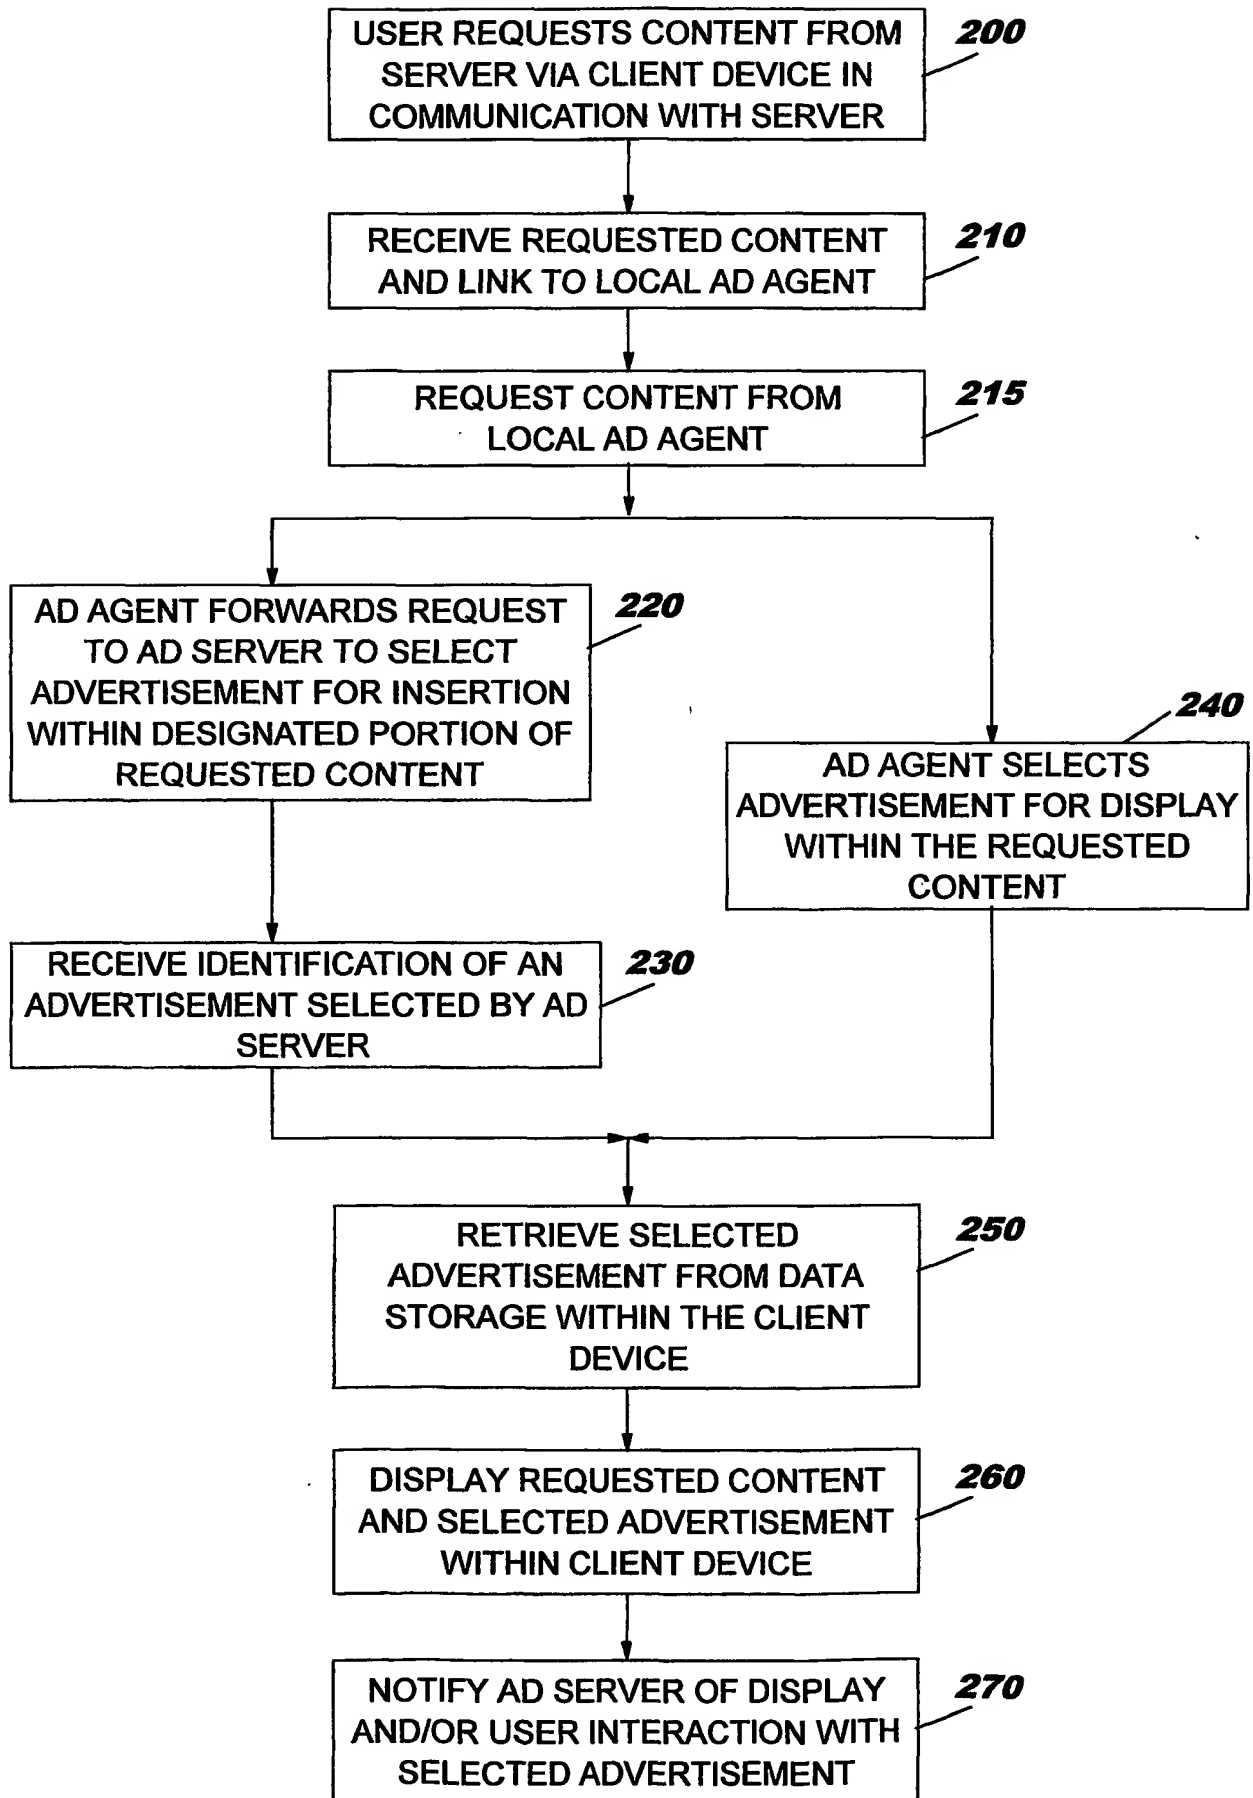 USER REQUESTS CONTENT FROM
SERVER VIA CLIENT DEVICE IN
COMMUNICATION WITH SERVER
200
RECEIVE REQUESTED CONTENT
AND LINK TO LOCAL AD AGENT
210
REQUEST CONTENT FROM
LOCAL AD AGENT
215
AD AGENT FORWARDS REQUEST
TO AD SERVER TO SELECT
ADVERTISEMENT FOR INSERTION
WITHIN DESIGNATED PORTION OF
REQUESTED CONTENT
220
240
AD AGENT SELECTS
ADVERTISEMENT FOR DISPLAY
WITHIN THE REQUESTED
CONTENT
RECEIVE IDENTIFICATION OF AN
ADVERTISEMENT SELECTED BY AD
SERVER
230
RETRIEVE SELECTED
ADVERTISEMENT FROM DATA
STORAGE WITHIN THE CLIENT
DEVICE
250
DISPLAY REQUESTED CONTENT
AND SELECTED ADVERTISEMENT
WITHIN CLIENT DEVICE
260
NOTIFY AD SERVER OF DISPLAY
AND/OR USER INTERACTION WITH
SELECTED ADVERTISEMENT
270